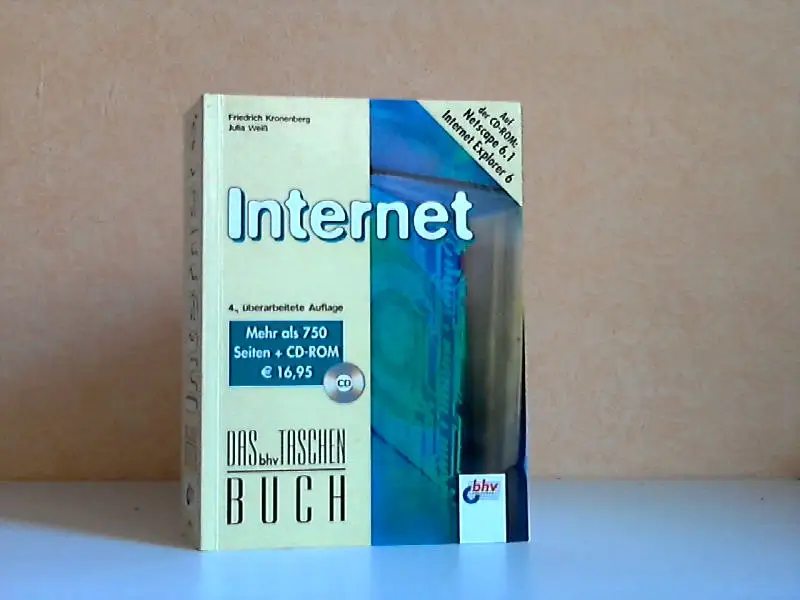 Friedrich Kronenberg
Julia Weiß
Auf
der CD-ROM:
Netscape 6.1
Internet Explorer 6
Internet
4., überarbeitete Auflage
Mehr als 750
Seiten + CD-ROM
€ 16,95
CD
DAS bhv TASCHEN
BUCH
bhv